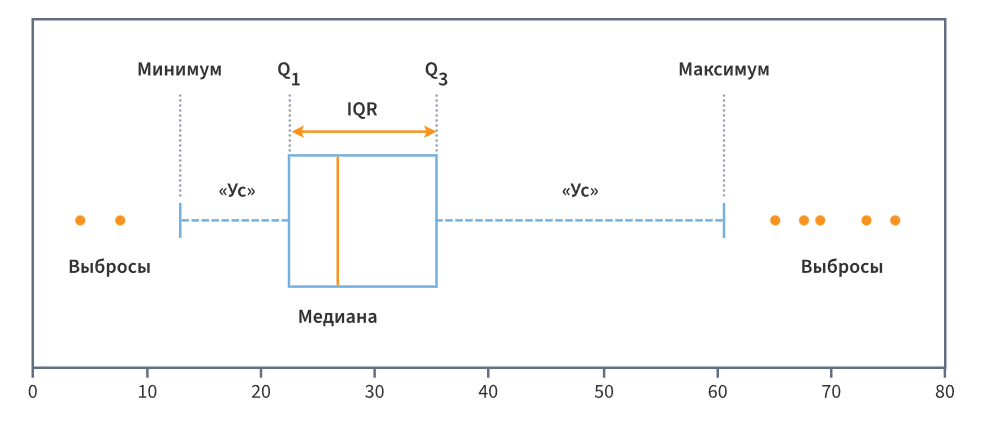 Минимум Q1 Q3 Максимум
IQR
«Ус» «Ус»
Выбросы Выбросы
Медиана
0 10 20 30 40 50 60 70 80